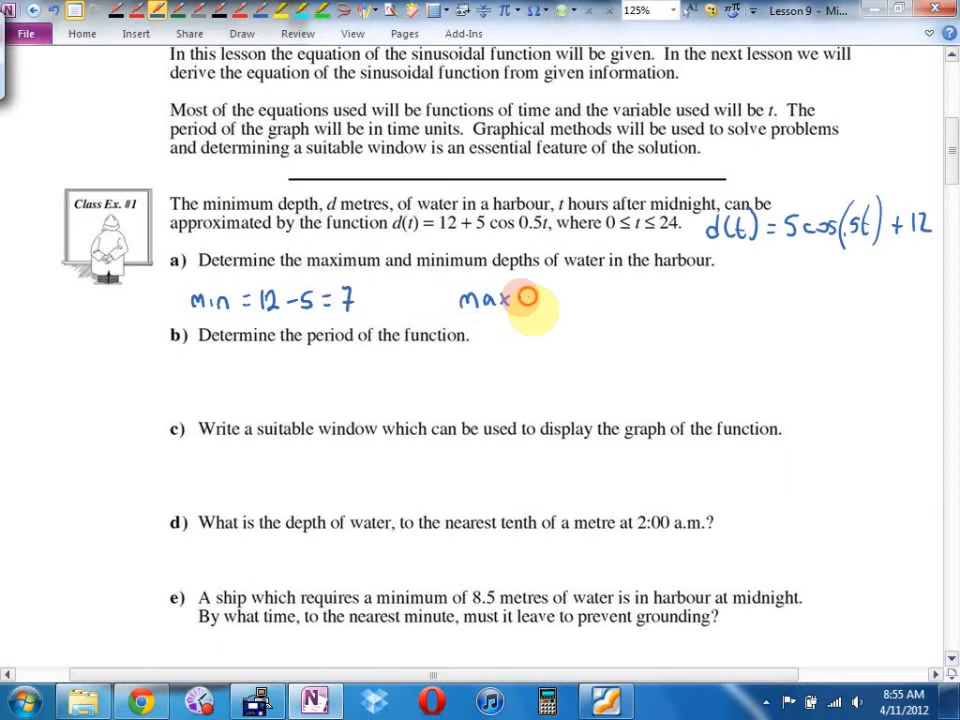 125%
Lesson 9 - Mi...
File Home Insert Share Draw Review View Pages Add-Ins
In this lesson the equation of the sinusoidal function will be given. In the next lesson we will
derive the equation of the sinusoidal function from given information.
Most of the equations used will be functions of time and the variable used will be t. The
period of the graph will be in time units. Graphical methods will be used to solve problems
and determining a suitable window is an essential feature of the solution.
Class Ex. #1
The minimum depth, d metres, of water in a harbour, t hours after midnight, can be
approximated by the function d(t) = 12 + 5 cos 0.5t, where 0 ≤ t ≤ 24.
d(t) = 5 cos(.5t) + 12
a) Determine the maximum and minimum depths of water in the harbour.
min = 12 - 5 = 7 max
b) Determine the period of the function.
c) Write a suitable window which can be used to display the graph of the function.
d) What is the depth of water, to the nearest tenth of a metre at 2:00 a.m.?
e) A ship which requires a minimum of 8.5 metres of water is in harbour at midnight.
By what time, to the nearest minute, must it leave to prevent grounding?
8:55 AM
4/11/2012